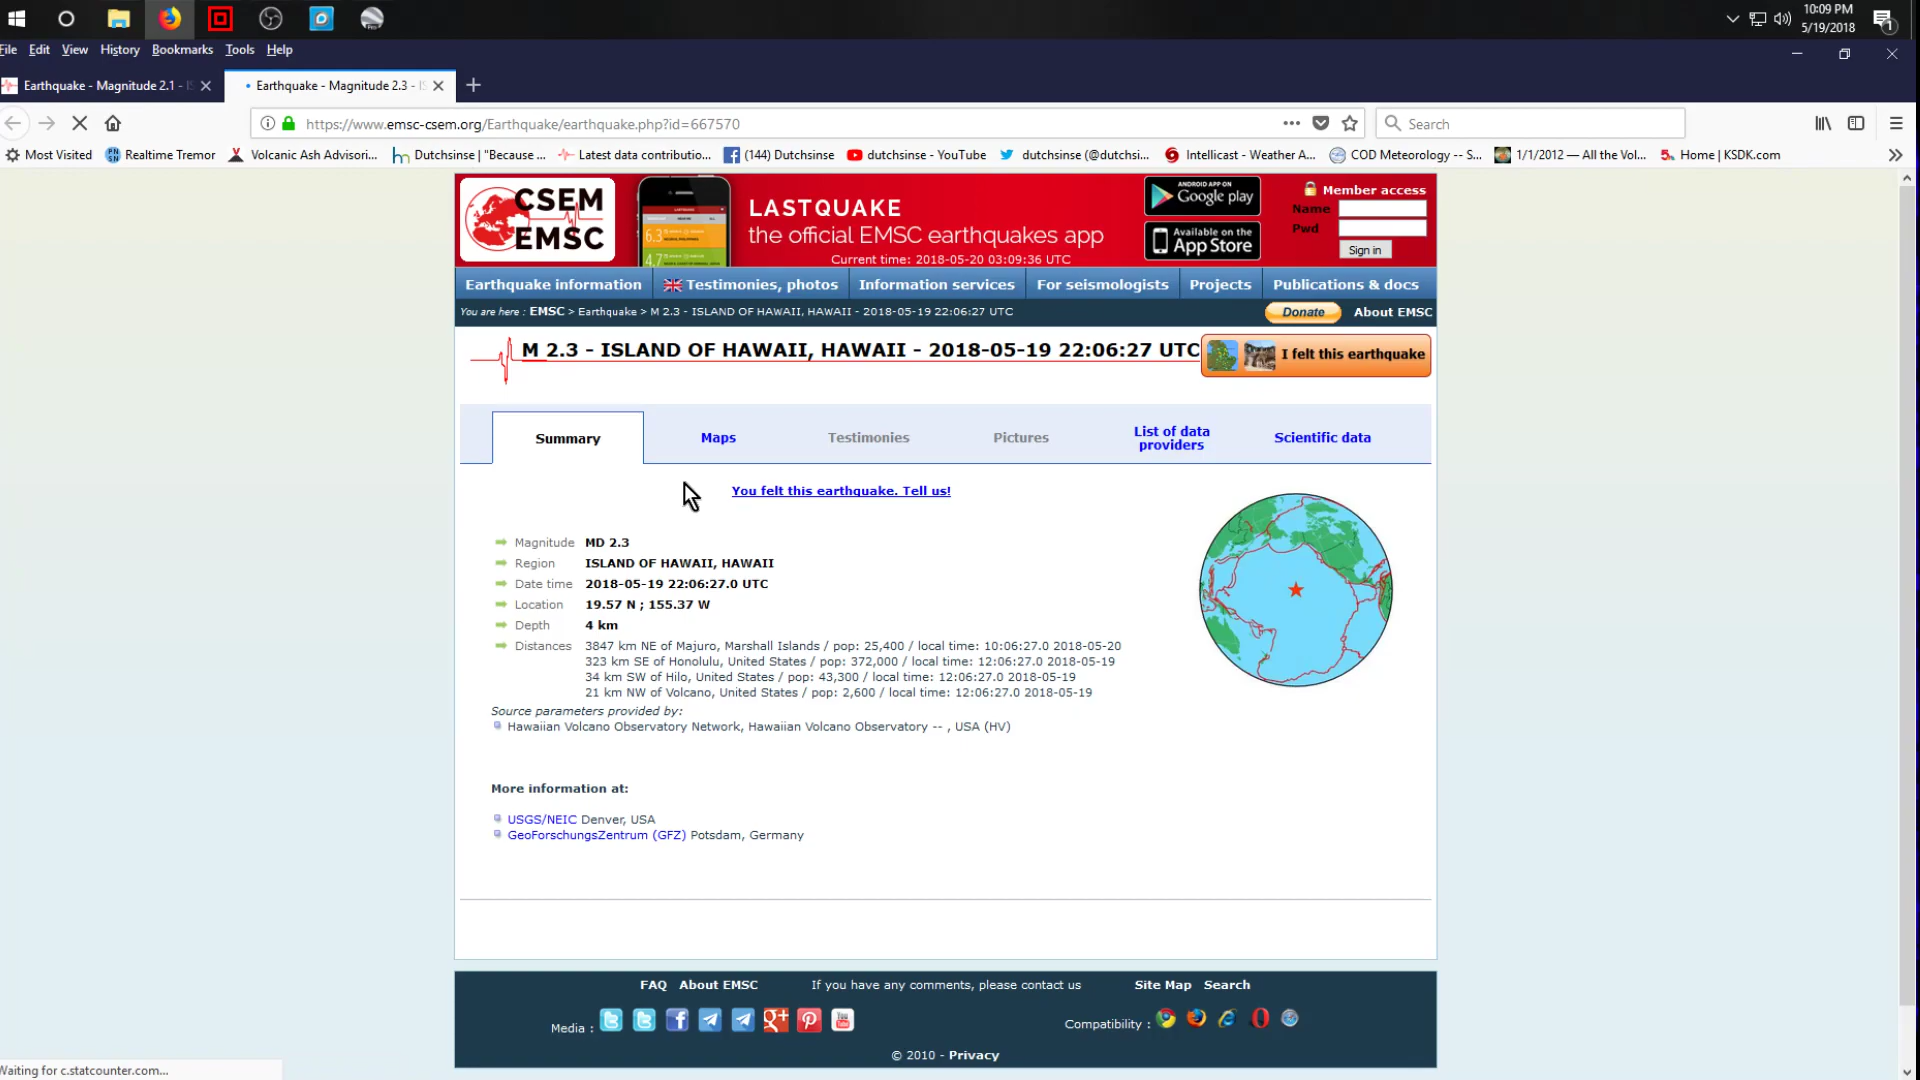 10:09 PM
5/19/2018
1
File Edit View History Bookmarks Tools Help
Earthquake - Magnitude 2.1 - IS
Earthquake - Magnitude 2.3 - IS
https://www.emsc-csem.org/Earthquake/earthquake.php?id=667570
Search
Most Visited Realtime Tremor Volcanic Ash Advisori... Dutchsinse | "Because ... Latest data contributio... (144) Dutchsinse dutchsinse - YouTube dutchsinse (@dutchsi... Intellicast - Weather A... COD Meteorology -- S... 1/1/2012 — All the Vol... Home | KSDK.com
CSEM
EMSC
6.3
4.7
LASTQUAKE
the official EMSC earthquakes app
Current time: 2018-05-20 03:09:36 UTC
ANDROID APP ON
Google play
Available on the
App Store
Member access
Name
Pwd
Sign in
Earthquake information Testimonies, photos Information services For seismologists Projects Publications & docs
You are here : EMSC > Earthquake > M 2.3 - ISLAND OF HAWAII, HAWAII - 2018-05-19 22:06:27 UTC
Donate About EMSC
M 2.3 - ISLAND OF HAWAII, HAWAII - 2018-05-19 22:06:27 UTC
I felt this earthquake
Summary Maps Testimonies Pictures List of data providers Scientific data
You felt this earthquake. Tell us!
Magnitude MD 2.3
Region ISLAND OF HAWAII, HAWAII
Date time 2018-05-19 22:06:27.0 UTC
Location 19.57 N ; 155.37 W
Depth 4 km
Distances 3847 km NE of Majuro, Marshall Islands / pop: 25,400 / local time: 10:06:27.0 2018-05-20
323 km SE of Honolulu, United States / pop: 372,000 / local time: 12:06:27.0 2018-05-19
34 km SW of Hilo, United States / pop: 43,300 / local time: 12:06:27.0 2018-05-19
21 km NW of Volcano, United States / pop: 2,600 / local time: 12:06:27.0 2018-05-19
Source parameters provided by:
Hawaiian Volcano Observatory Network, Hawaiian Volcano Observatory -- , USA (HV)
More information at:
USGS/NEIC Denver, USA
GeoForschungsZentrum (GFZ) Potsdam, Germany
FAQ About EMSC If you have any comments, please contact us Site Map Search
Media :
Compatibility :
© 2010 - Privacy
Waiting for c.statcounter.com...